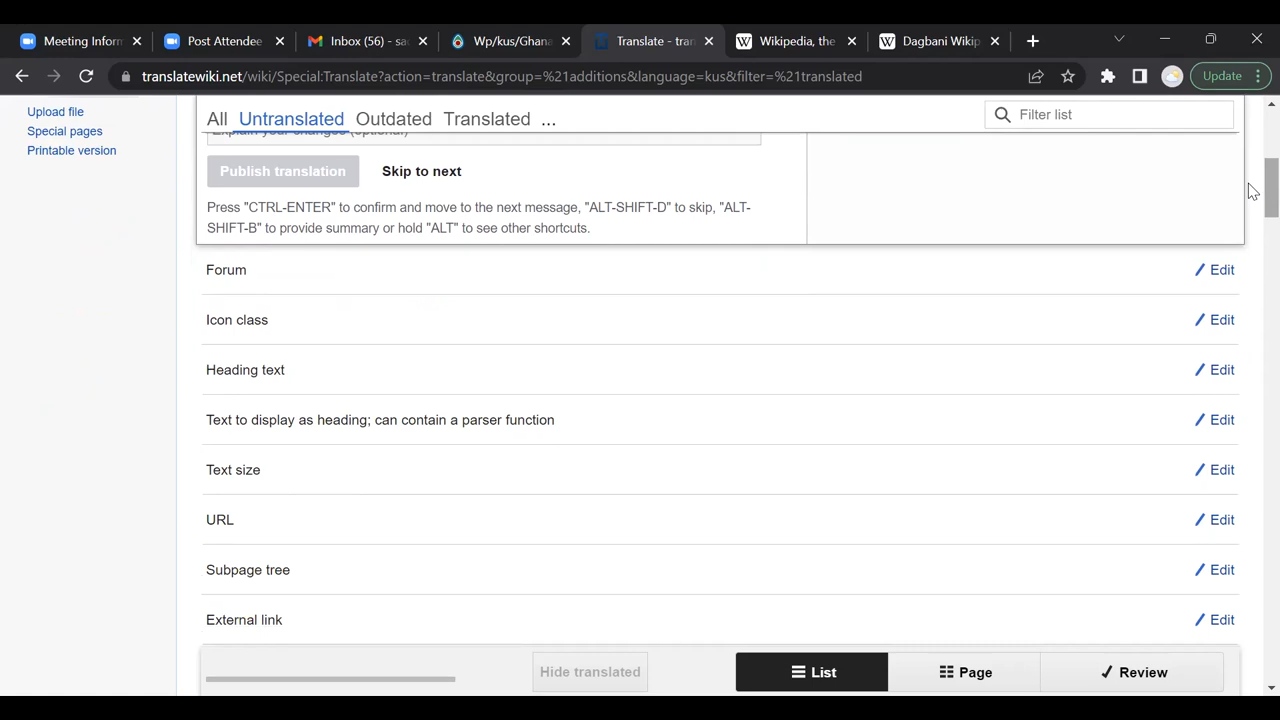 Meeting Inform
Post Attendee
Inbox (56) - sa
Wp/kus/Ghana
Translate - tran
Wikipedia, the
Dagbani Wikip
translatewiki.net/wiki/Special:Translate?action=translate&group=%21additions&language=kus&filter=%21translated
Update
Upload file
Special pages
Printable version
All Untranslated Outdated Translated ...
Filter list
Explain your changes (optional)
Publish translation
Skip to next
Press "CTRL-ENTER" to confirm and move to the next message, "ALT-SHIFT-D" to skip, "ALT-
SHIFT-B" to provide summary or hold "ALT" to see other shortcuts.
Forum
Edit
Icon class
Edit
Heading text
Edit
Text to display as heading; can contain a parser function
Edit
Text size
Edit
URL
Edit
Subpage tree
Edit
External link
Edit
Hide translated
List
Page
Review